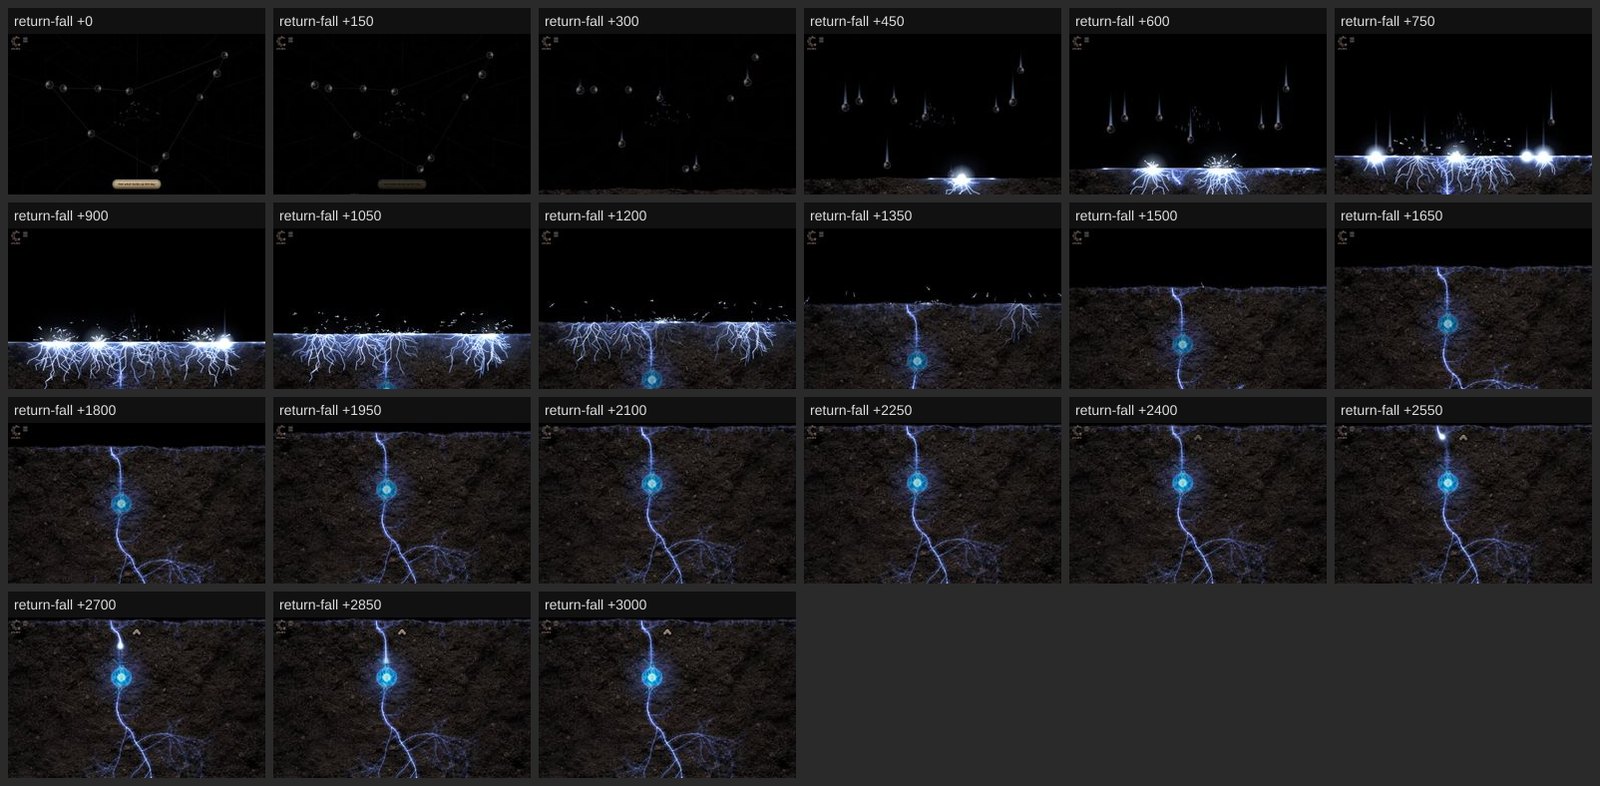 return-fall +0
return-fall +150
return-fall +300
return-fall +450
return-fall +600
return-fall +750
return-fall +900
return-fall +1050
return-fall +1200
return-fall +1350
return-fall +1500
return-fall +1650
return-fall +1800
return-fall +1950
return-fall +2100
return-fall +2250
return-fall +2400
return-fall +2550
return-fall +2700
return-fall +2850
return-fall +3000